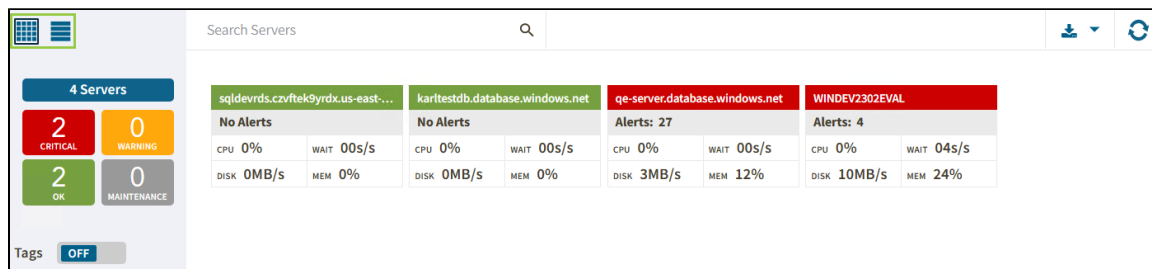 Search Servers
4 Servers
2
CRITICAL
0
WARNING
2
OK
0
MAINTENANCE
Tags OFF
sqldevrds.czvftek9yrdx.us-east-...
No Alerts
CPU 0% WAIT 00s/s
DISK 0MB/s MEM 0%
karltestdb.database.windows.net
No Alerts
CPU 0% WAIT 00s/s
DISK 0MB/s MEM 0%
qe-server.database.windows.net
Alerts: 27
CPU 0% WAIT 00s/s
DISK 3MB/s MEM 12%
WINDEV2302EVAL
Alerts: 4
CPU 0% WAIT 04s/s
DISK 10MB/s MEM 24%